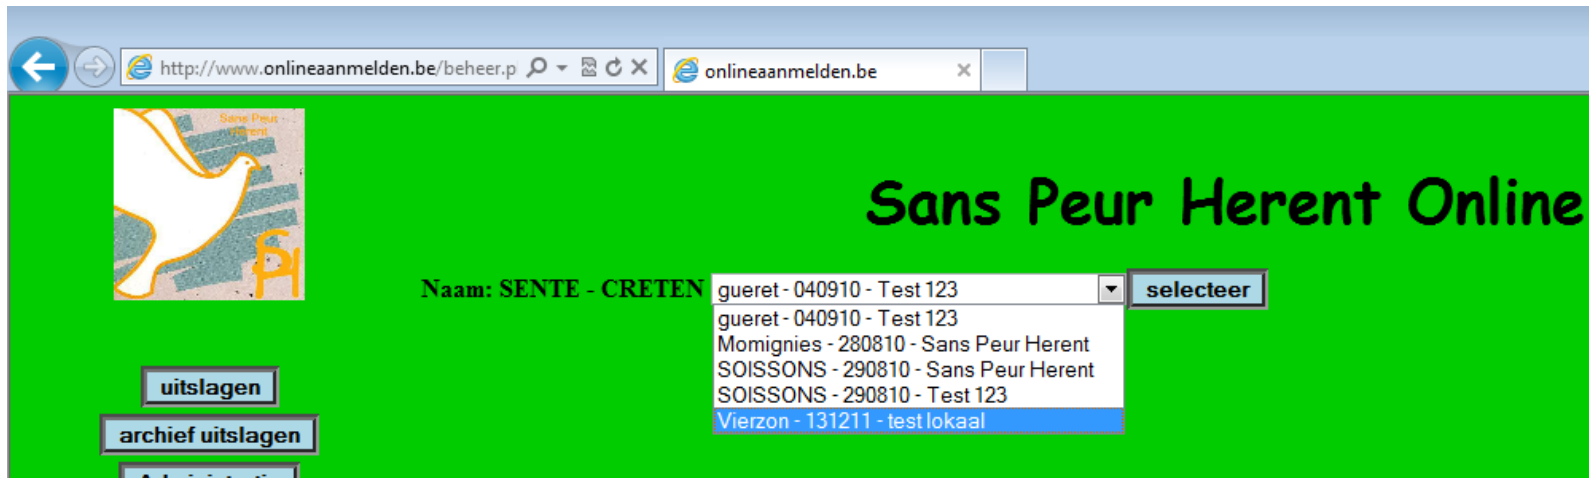 http://www.onlineaanmelden.be/beheer.p
onlineaanmelden.be
Sans Peur
Herent
Sans Peur Herent Online
Naam: SENTE - CRETEN gueret - 040910 - Test 123 selecteer
gueret - 040910 - Test 123
Momignies - 280810 - Sans Peur Herent
SOISSONS - 290810 - Sans Peur Herent
SOISSONS - 290810 - Test 123
Vierzon - 131211 - test lokaal
uitslagen
archief uitslagen